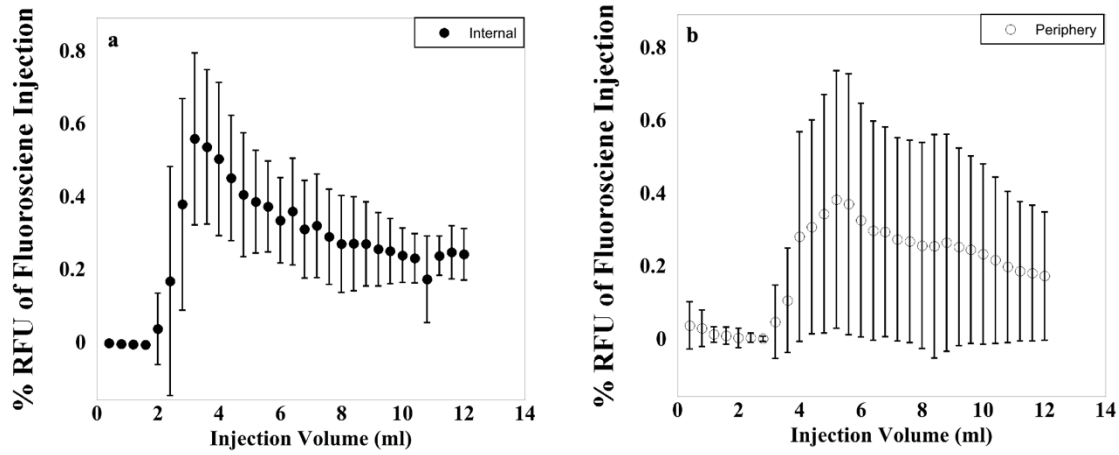 a
Internal
% RFU of Fluorosciene Injection
0.8
0.6
0.4
0.2
0
0 2 4 6 8 10 12 14
Injection Volume (ml)
b
Periphery
% RFU of Fluorosciene Injection
0.8
0.6
0.4
0.2
0
0 2 4 6 8 10 12 14
Injection Volume (ml)